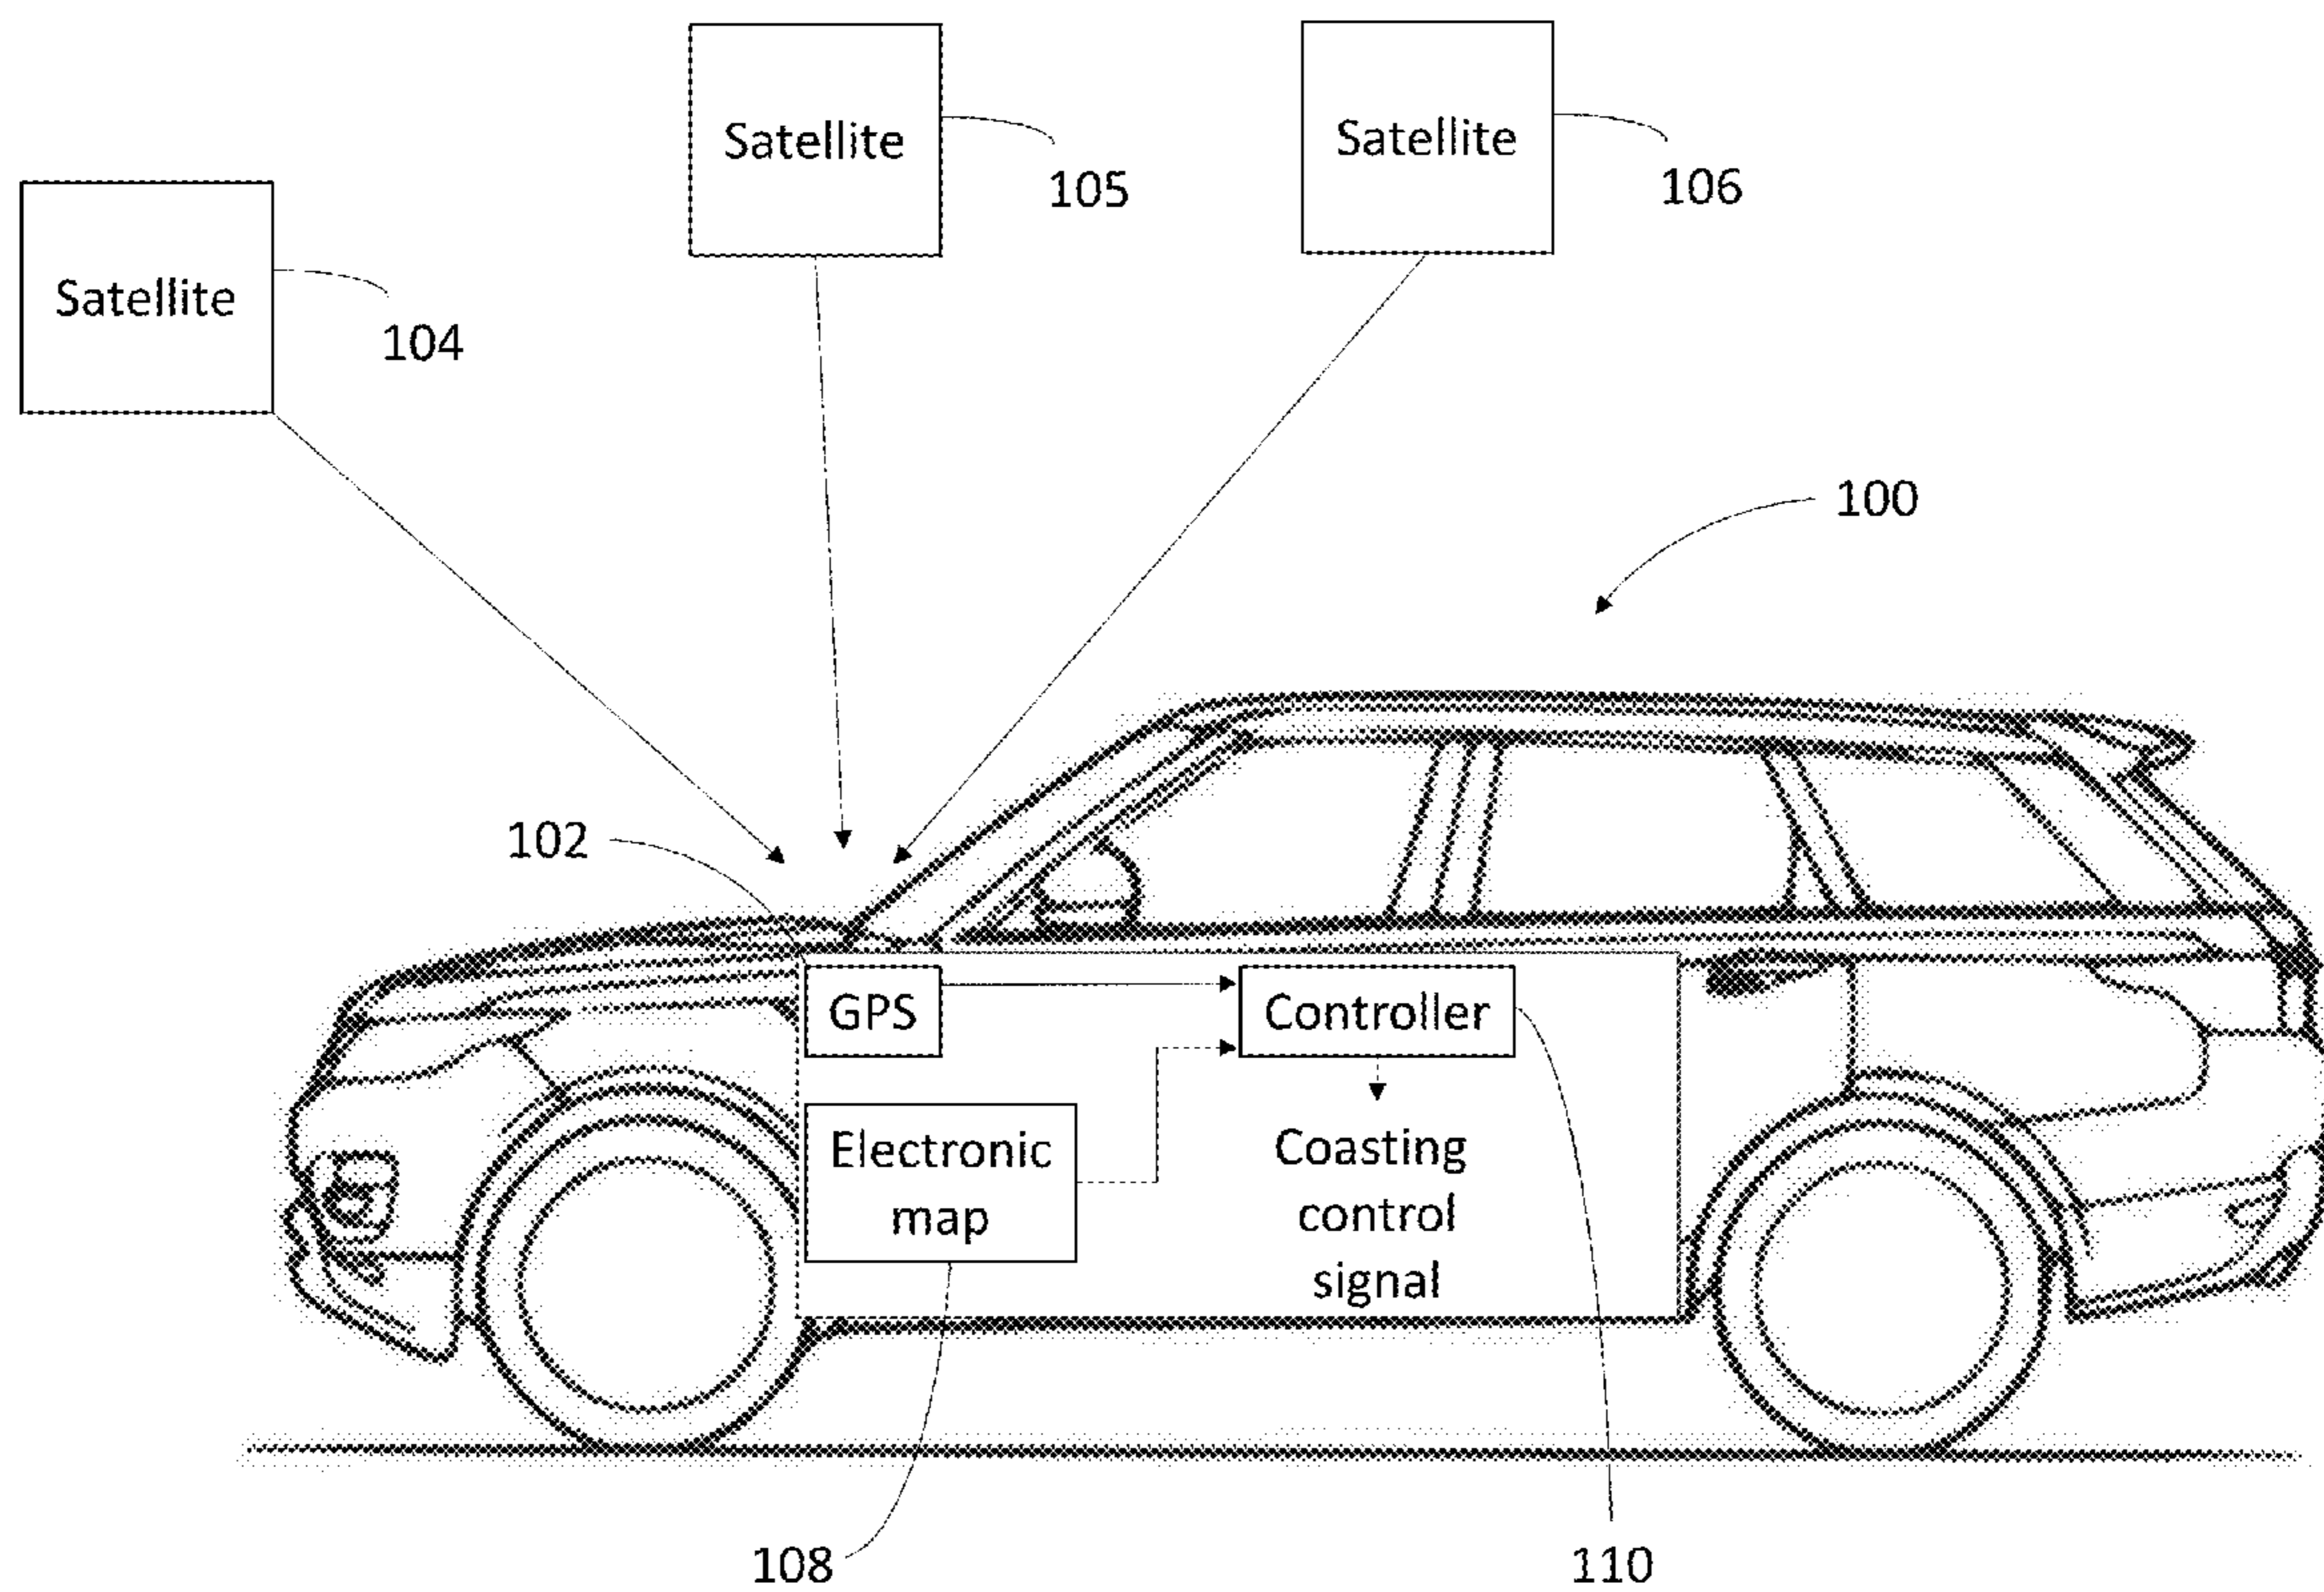 Satellite
105
Satellite
106
Satellite
104
100
102
GPS
Controller
Electronic
map
Coasting
control
signal
108
110